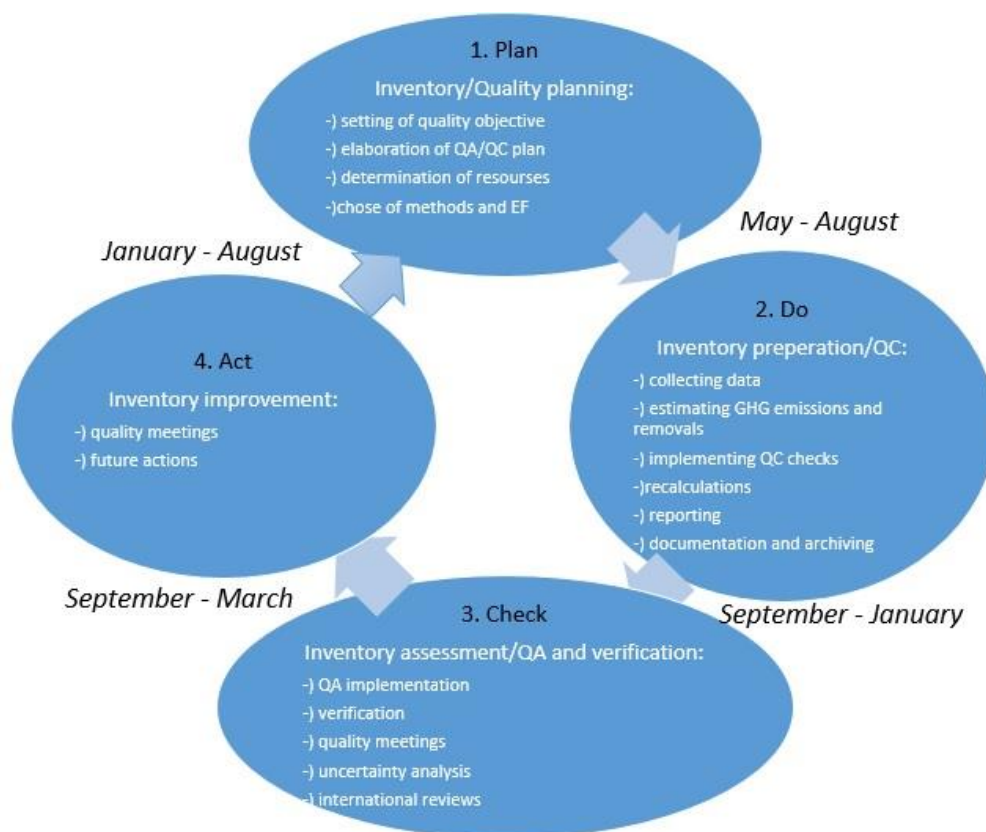 1. Plan
Inventory/Quality planning:
-) setting of quality objective
-) elaboration of QA/QC plan
-) determination of resourses
-)chose of methods and EF
May - August
2. Do
Inventory preperation/QC:
-) collecting data
-) estimating GHG emissions and
removals
-) implementing QC checks
-)recalculations
-) reporting
-) documentation and archiving
September - January
3. Check
Inventory assessment/QA and verification:
-) QA implementation
-) verification
-) quality meetings
-) uncertainty analysis
-) international reviews
September - March
4. Act
Inventory improvement:
-) quality meetings
-) future actions
January - August